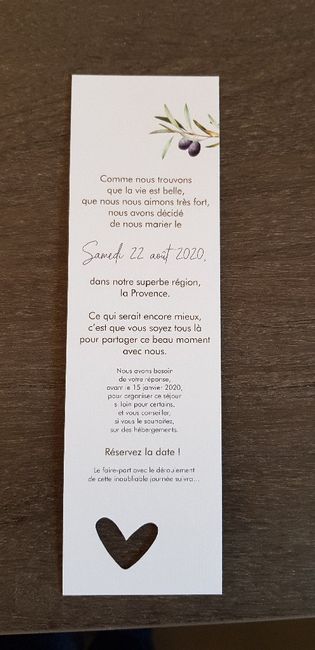 Comme nous trouvons
que la vie est belle,
que nous nous aimons très fort,
nous avons décidé
de nous marier le
Samedi 22 août 2020,
dans notre superbe région,
la Provence.
Ce qui serait encore mieux,
c'est que vous soyez tous là
pour partager ce beau moment
avec nous.
Nous avons besoin
de votre réponse,
avant le 15 janvier 2020,
pour organiser ce séjour
si loin pour certains,
et vous conseiller,
si vous le souhaitez,
sur des hébergements.
Réservez la date !
Le faire-part avec le déroulement
de cette inoubliable journée suivra...